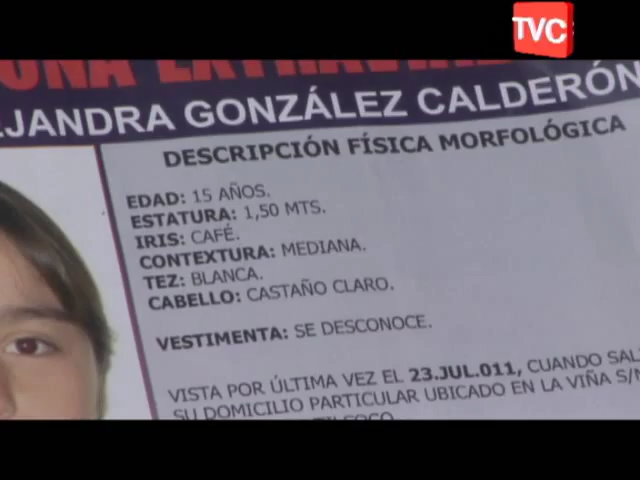 TVC
EJANDRA GONZÁLEZ CALDERÓN
DESCRIPCIÓN FÍSICA MORFOLÓGICA
EDAD: 15 AÑOS.
ESTATURA: 1,50 MTS.
IRIS: CAFÉ.
CONTEXTURA: MEDIANA.
TEZ: BLANCA.
CABELLO: CASTAÑO CLARO.
VESTIMENTA: SE DESCONOCE.
VISTA POR ÚLTIMA VEZ EL 23.JUL.011, CUANDO SAL
SU DOMICILIO PARTICULAR UBICADO EN LA VIÑA S/N